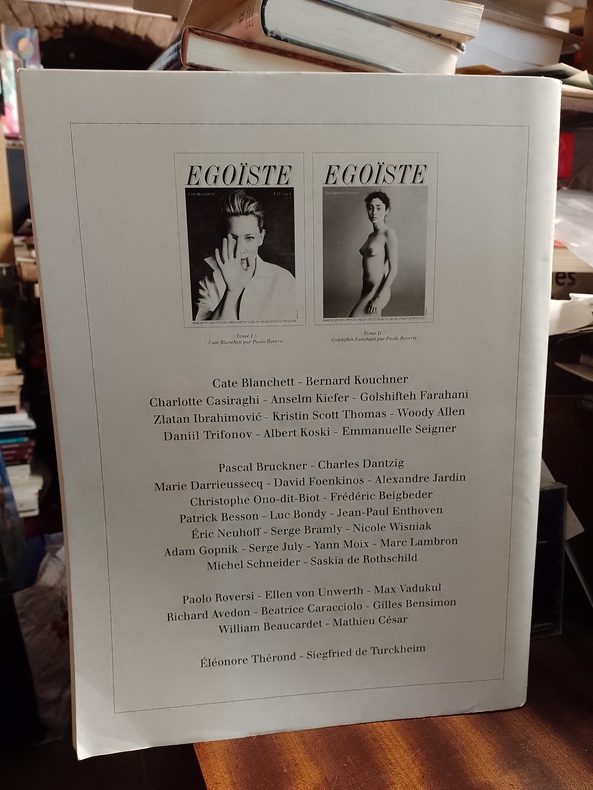 EGOÏSTE
EGOÏSTE
Tome I :
Cate Blanchett par Paolo Roversi
Tome II :
Golshifteh Farahani par Paolo Roversi
Cate Blanchett - Bernard Kouchner
Charlotte Casiraghi - Anselm Kiefer - Golshifteh Farahani
Zlatan Ibrahimović - Kristin Scott Thomas - Woody Allen
Daniil Trifonov - Albert Koski - Emmanuelle Seigner
Pascal Bruckner - Charles Dantzig
Marie Darrieussecq - David Foenkinos - Alexandre Jardin
Christophe Ono-dit-Biot - Frédéric Beigbeder
Patrick Besson - Luc Bondy - Jean-Paul Enthoven
Éric Neuhoff - Serge Bramly - Nicole Wisniak
Adam Gopnik - Serge July - Yann Moix - Marc Lambron
Michel Schneider - Saskia de Rothschild
Paolo Roversi - Ellen von Unwerth - Max Vadukul
Richard Avedon - Beatrice Caracciolo - Gilles Bensimon
William Beaucardet - Mathieu César
Éléonore Thérond - Siegfried de Turckheim